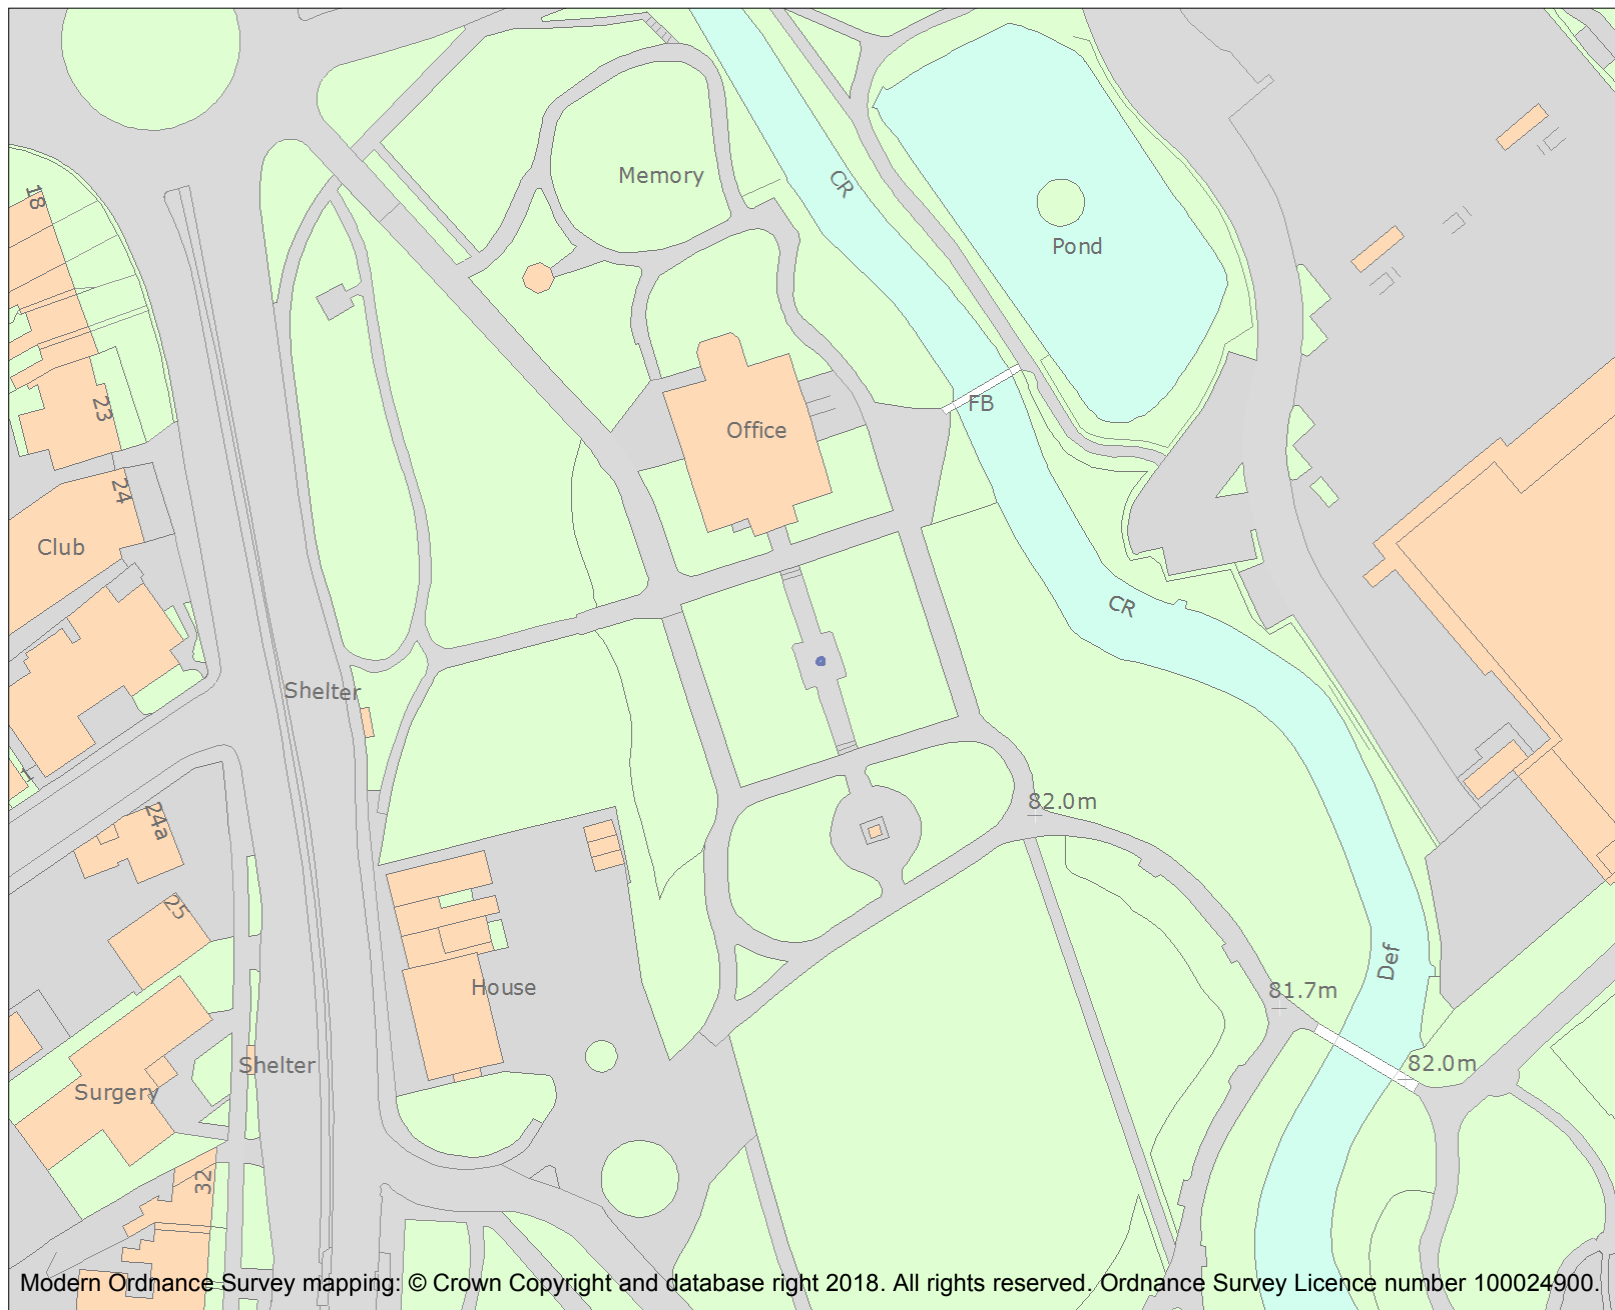 Memory
CR
18
Pond
FB
23
Office
24
Club
CR
Shelter
1
82.0m
24a
25
Def
House
81.7m
Shelter
82.0m
Surgery
32
Modern Ordnance Survey mapping: © Crown Copyright and database right 2018. All rights reserved. Ordnance Survey Licence number 100024900.